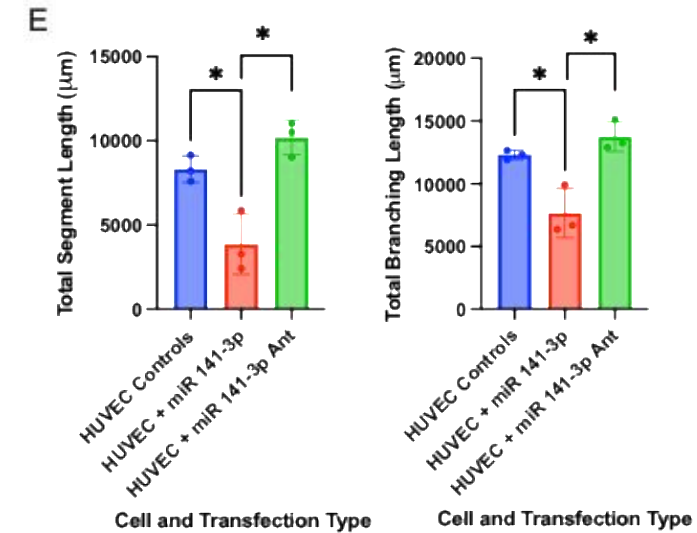 E
Total Segment Length (µm)
15000
10000
5000
0
*
*
HUVEC Controls
HUVEC + miR 141-3p
HUVEC + miR 141-3p Ant
Cell and Transfection Type
Total Branching Length (µm)
20000
15000
10000
5000
0
*
*
HUVEC Controls
HUVEC + miR 141-3p
HUVEC + miR 141-3p Ant
Cell and Transfection Type